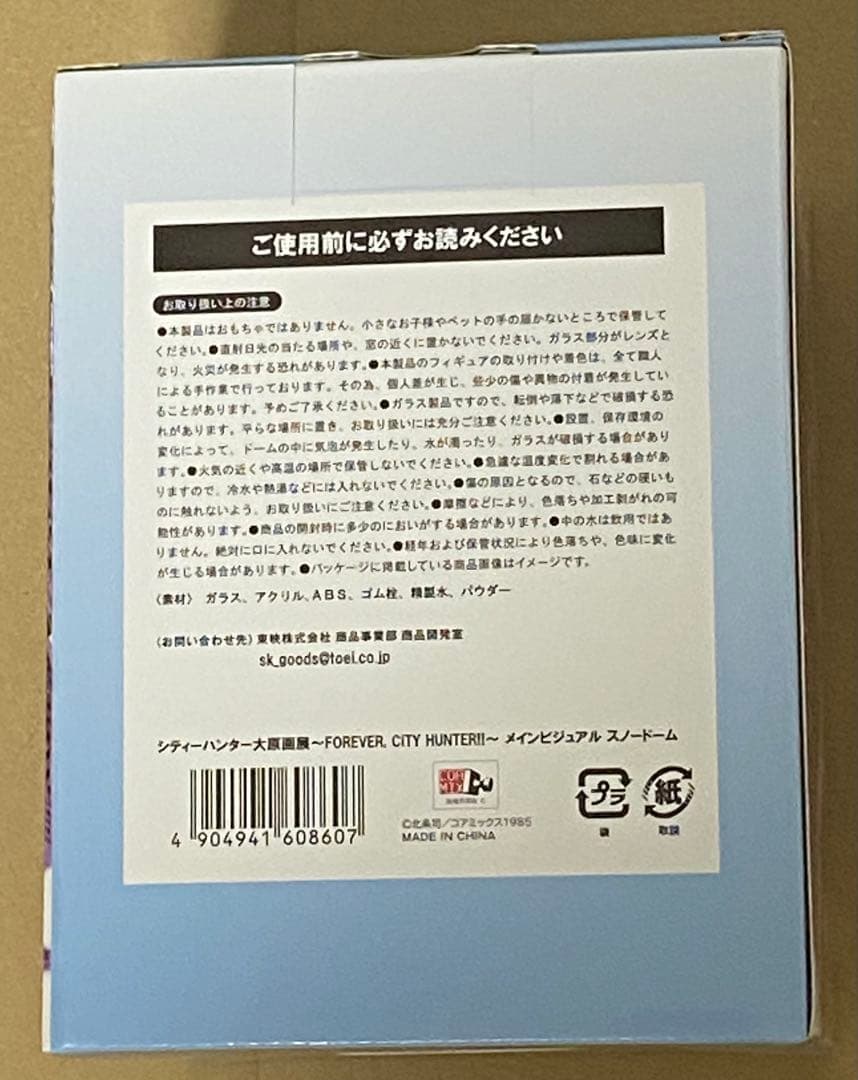 ご使用前に必ずお読みください
お取り扱い上の注意
●本製品はおもちゃではありません。小さなお子様やペットの手の届かないところで保管して
ください。●直射日光の当たる場所や、窓の近くに置かないでください。ガラス部分がレンズと
なり、火災が発生する恐れがあります。●本製品のフィギュアの取り付けや着色は、全て職人
による手作業で行っております。その為、個人差が生じ、些少の傷や異物の付着が発生してい
ることがあります。予めご了承ください。●ガラス製品ですので、転倒や落下などで破損する恐
れがあります。平らな場所に置き、お取り扱いには充分ご注意ください。●設置、保存環境の
変化によって、ドームの中に気泡が発生したり、水が濁ったり、ガラスが破損する場合があり
ます。●火気の近くや高温の場所で保管しないでください。●急激な温度変化で割れる場合があ
りますので、冷水や熱湯などには入れないでください。●傷の原因となるので、石などの硬いも
のに触れないよう、お取り扱いにご注意ください。●摩擦などにより、色落ちや加工剥がれの可
能性があります。●商品の開封時に多少のにおいがする場合があります。●中の水は飲用ではあ
りません。絶対に口に入れないでください。●経年および保管状況により色落ちや、色味に変化
が生じる場合があります。●パッケージに掲載している商品画像はイメージです。
〈素材〉 ガラス、アクリル、ABS、ゴム栓、精製水、パウダー
〈お問い合わせ先〉東映株式会社 商品事業部 商品開発室
sk_goods@toei.co.jp
シティーハンター大原画展～FOREVER, CITY HUNTER!!～ メインビジュアル スノードーム
4 904941 608607
©北条司／コアミックス1985
MADE IN CHINA
プラ
袋
紙
取説